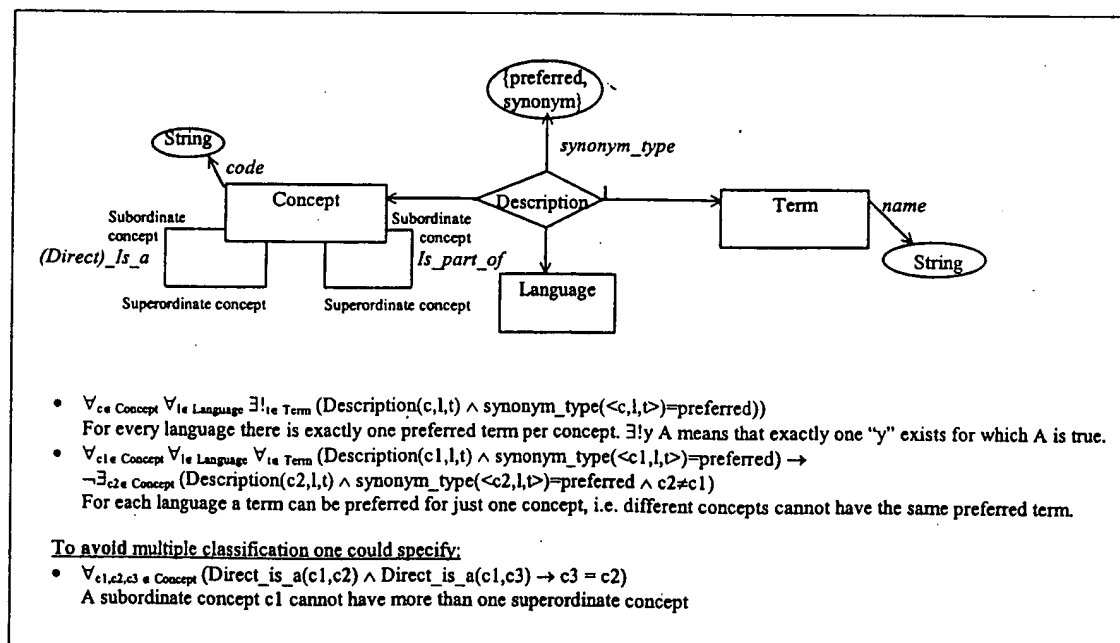 {preferred,
synonym}
String
synonym_type
code
Concept
Description
1
Term
name
Subordinate
concept
Subordinate
concept
(Direct)_Is_a
Is_part_of
String
Language
Superordinate concept
Superordinate concept
• ∀c∈ Concept ∀l∈ Language ∃!t∈ Term (Description(c,l,t) ∧ synonym_type(<c,l,t>)=preferred))
For every language there is exactly one preferred term per concept. ∃!y A means that exactly one “y” exists for which A is true.
• ∀c1∈ Concept ∀l∈ Language ∀t∈ Term (Description(c1,l,t) ∧ synonym_type(<c1,l,t>)=preferred) →
¬∃c2∈ Concept (Description(c2,l,t) ∧ synonym_type(<c2,l,t>)=preferred ∧ c2≠c1)
For each language a term can be preferred for just one concept, i.e. different concepts cannot have the same preferred term.
To avoid multiple classification one could specify:
• ∀c1,c2,c3 ∈ Concept (Direct_is_a(c1,c2) ∧ Direct_is_a(c1,c3) → c3 = c2)
A subordinate concept c1 cannot have more than one superordinate concept